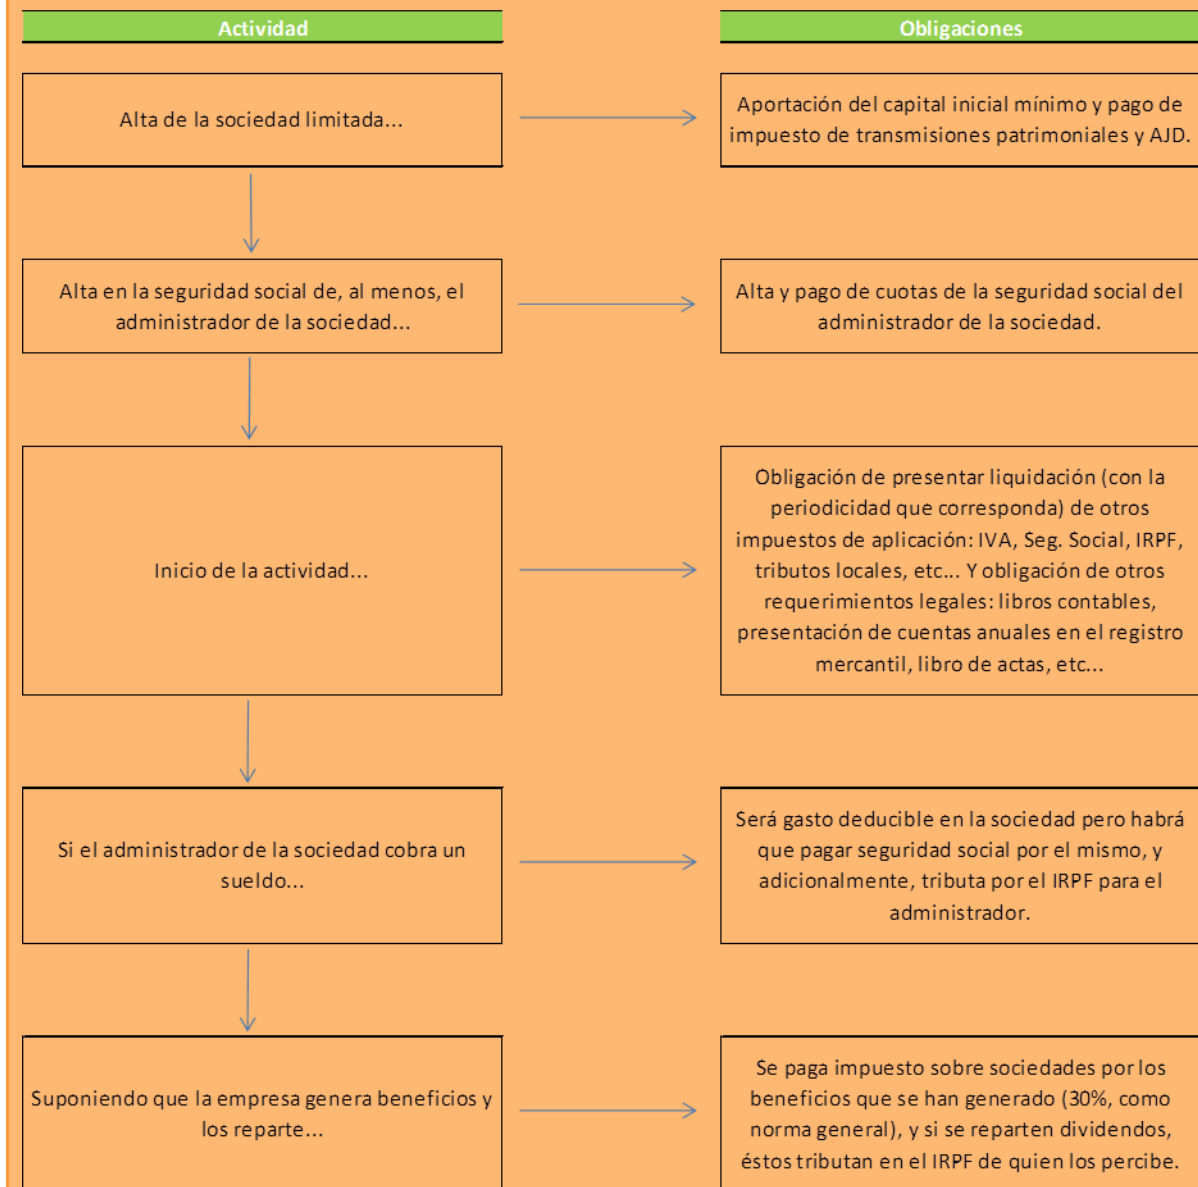 Actividad
Obligaciones
Alta de la sociedad limitada...
Aportación del capital inicial mínimo y pago de
impuesto de transmisiones patrimoniales y AJD.
Alta en la seguridad social de, al menos, el
administrador de la sociedad...
Alta y pago de cuotas de la seguridad social del
administrador de la sociedad.
Inicio de la actividad...
Obligación de presentar liquidación (con la
periodicidad que corresponda) de otros
impuestos de aplicación: IVA, Seg. Social, IRPF,
tributos locales, etc... Y obligación de otros
requerimientos legales: libros contables,
presentación de cuentas anuales en el registro
mercantil, libro de actas, etc...
Si el administrador de la sociedad cobra un
sueldo...
Será gasto deducible en la sociedad pero habrá
que pagar seguridad social por el mismo, y
adicionalmente, tributa por el IRPF para el
administrador.
Suponiendo que la empresa genera beneficios y
los reparte...
Se paga impuesto sobre sociedades por los
beneficios que se han generado (30%, como
norma general), y si se reparten dividendos,
éstos tributan en el IRPF de quien los percibe.